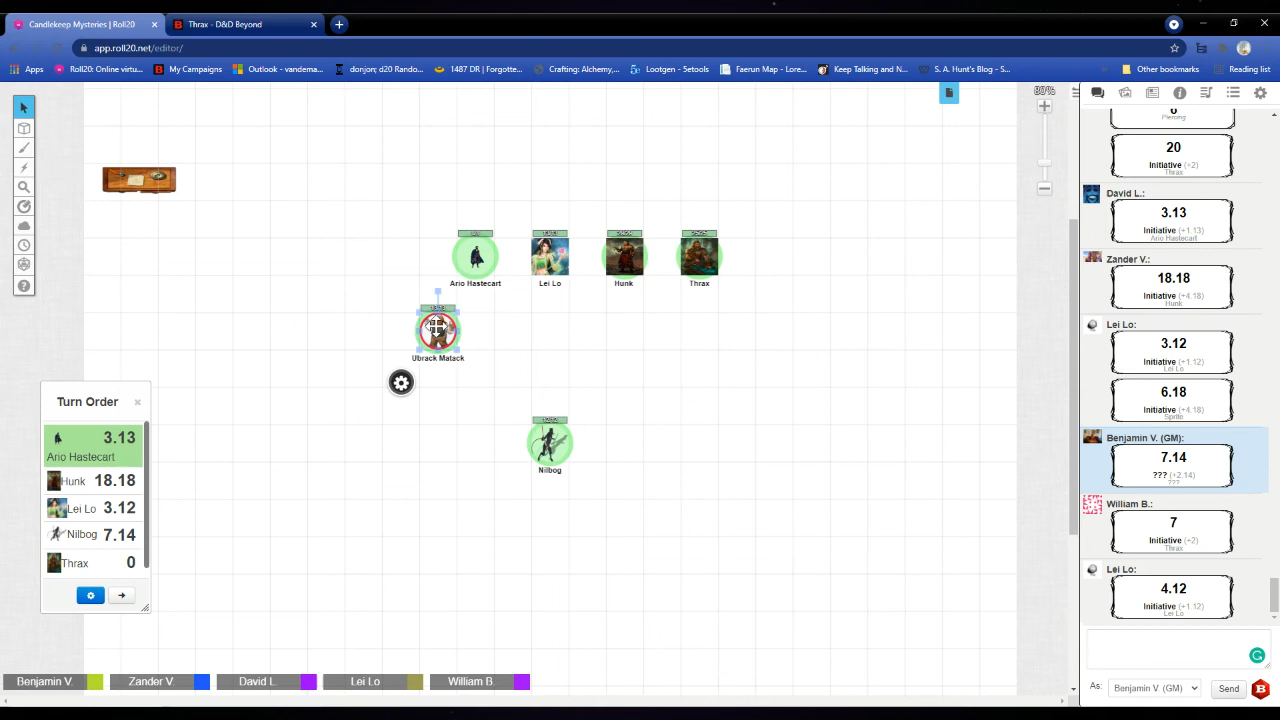 Candlekeep Mysteries | Roll20
Thrax - D&D Beyond
app.roll20.net/editor/
Apps
Roll20: Online virtu...
My Campaigns
Outlook - vandema...
donjon; d20 Rando...
1487 DR | Forgotte...
Crafting: Alchemy,...
Lootgen - 5etools
Faerun Map - Lore...
Keep Talking and N...
S. A. Hunt's Blog - S...
Other bookmarks
Reading list
80%
Ario Hastecart
Lei Lo
Hunk
Thrax
Ubrack Matack
Nilbog
Turn Order
3.13
Ario Hastecart
Hunk 18.18
Lei Lo 3.12
Nilbog 7.14
Thrax 0
Piercing
20
Initiative (+2)
Thrax
David L.:
3.13
Initiative (+1.13)
Ario Hastecart
Zander V.:
18.18
Initiative (+4.18)
Hunk
Lei Lo:
3.12
Initiative (+1.12)
Lei Lo
6.18
Initiative (+4.18)
Sprite
Benjamin V. (GM):
7.14
??? (+2.14)
???
William B.:
7
Initiative (+2)
Thrax
Lei Lo:
4.12
Initiative (+1.12)
Lei Lo
As: Benjamin V. (GM)
Send
Benjamin V.
Zander V.
David L.
Lei Lo
William B.